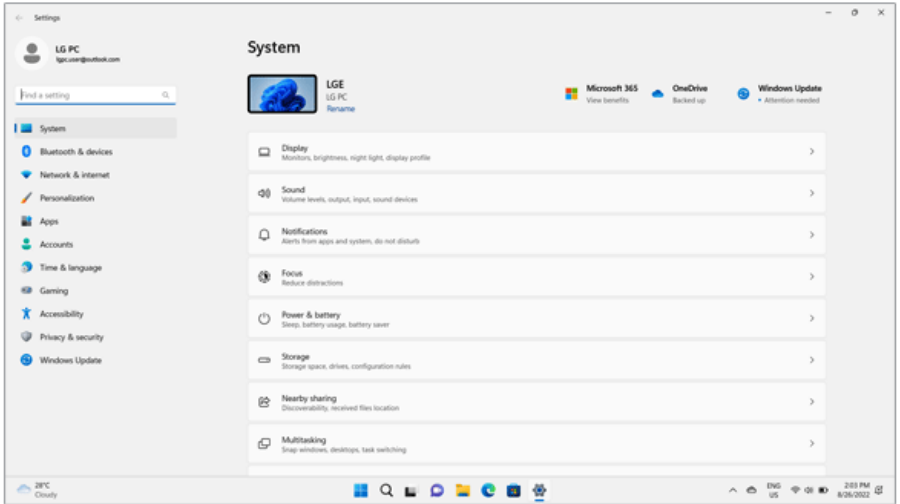 Settings
LG PC
lgpc.user@outlook.com
Find a setting
System
Bluetooth & devices
Network & internet
Personalization
Apps
Accounts
Time & language
Gaming
Accessibility
Privacy & security
Windows Update
System
LGE
LG PC
Rename
Microsoft 365
View benefits
OneDrive
Backed up
Windows Update
• Attention needed
Display
Monitors, brightness, night light, display profile
Sound
Volume levels, output, input, sound devices
Notifications
Alerts from apps and system, do not disturb
Focus
Reduce distractions
Power & battery
Sleep, battery usage, battery saver
Storage
Storage space, drives, configuration rules
Nearby sharing
Discoverability, received files location
Multitasking
Snap windows, desktops, task switching
28°C
Cloudy
ENG
US
2:03 PM
8/26/2022